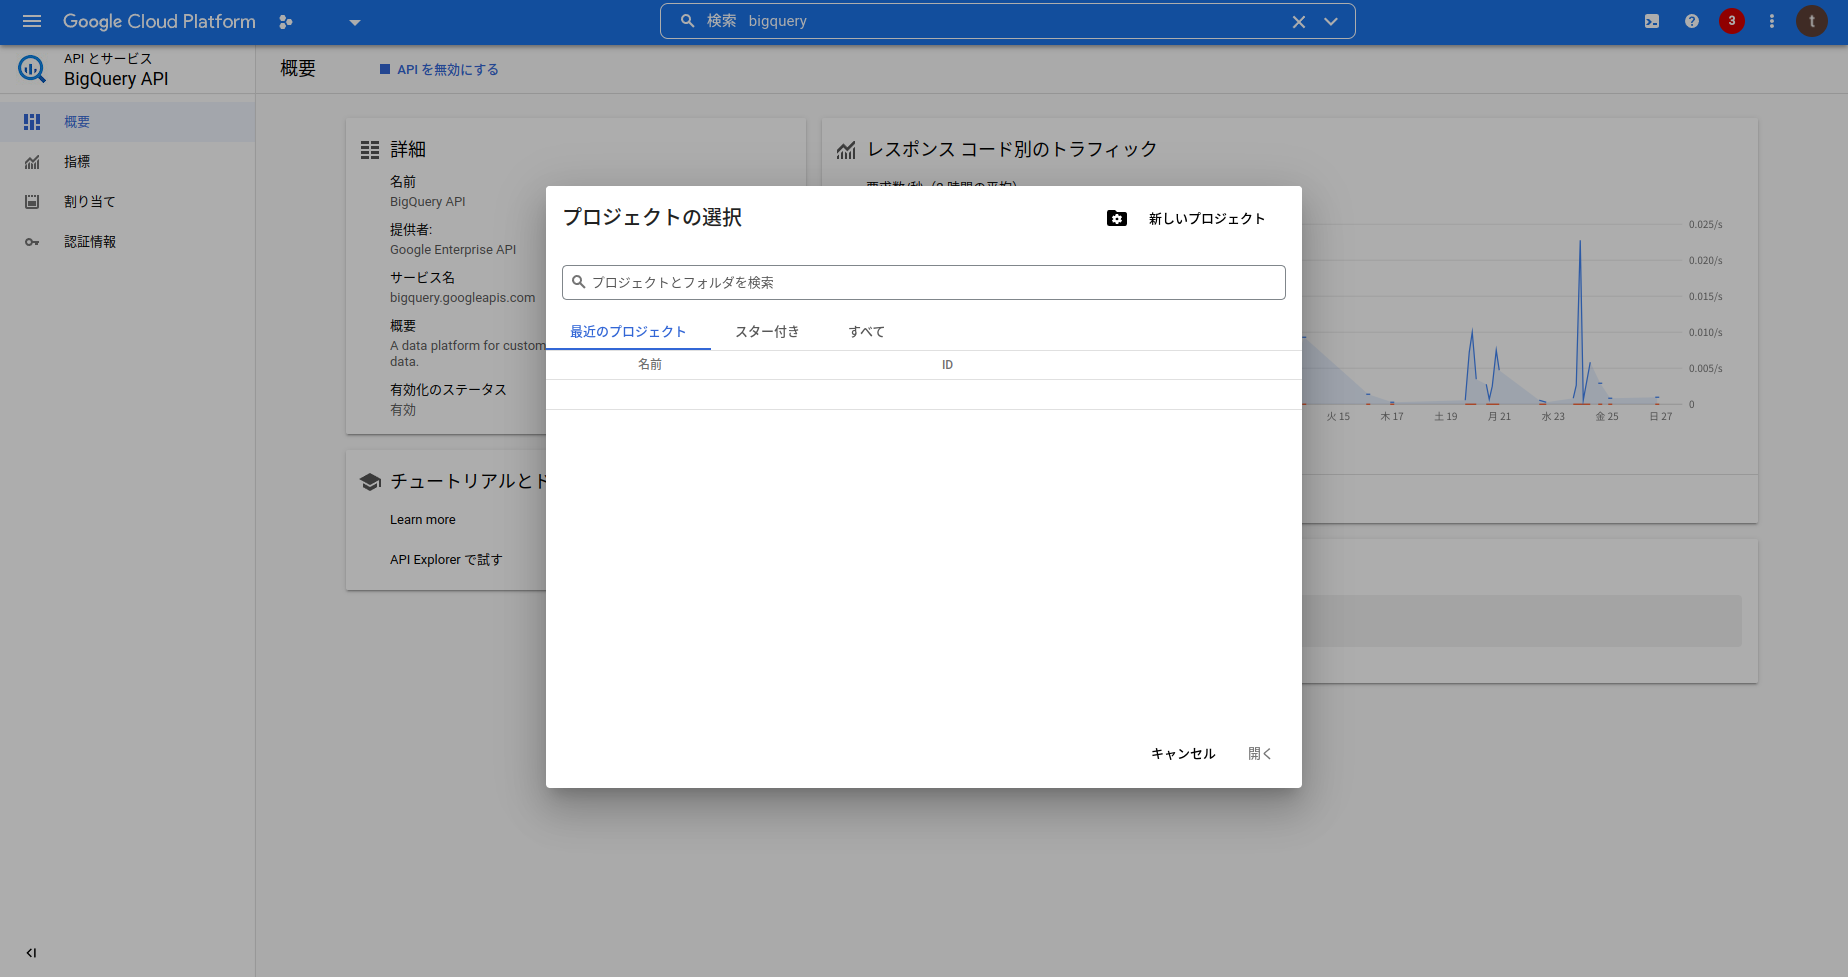 Google Cloud Platform
検索 bigquery
3
t
API とサービス
BigQuery API
概要
API を無効にする
概要
指標
割り当て
認証情報
詳細
名前
BigQuery API
提供者:
Google Enterprise API
サービス名
bigquery.googleapis.com
概要
A data platform for custom
data.
有効化のステータス
有効
チュートリアルとド
Learn more
API Explorer で試す
レスポンス コード別のトラフィック
プロジェクトの選択
新しいプロジェクト
プロジェクトとフォルダを検索
最近のプロジェクト
スター付き
すべて
名前
ID
キャンセル
開く
0.025/s
0.020/s
0.015/s
0.010/s
0.005/s
0
火 15
木 17
土 19
月 21
水 23
金 25
日 27